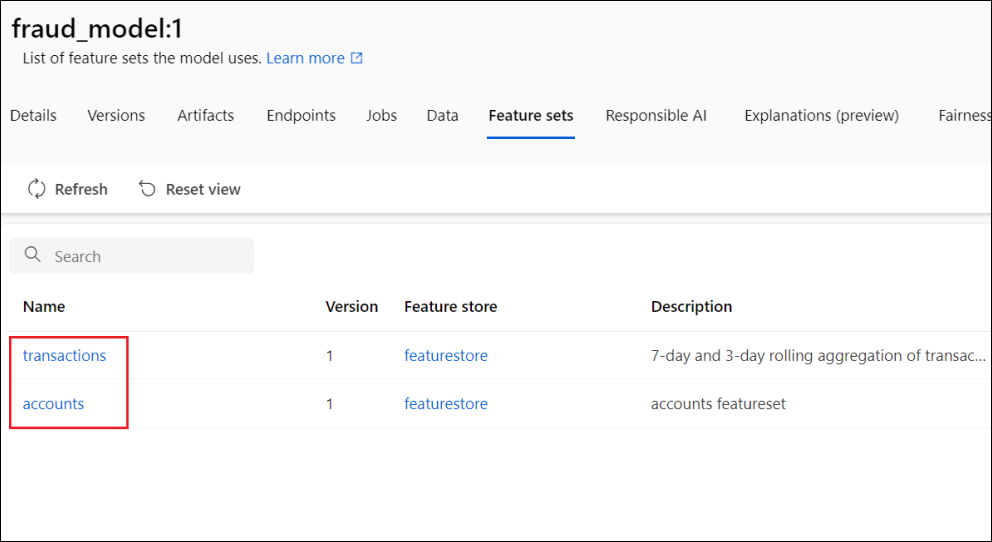 fraud_model:1
List of feature sets the model uses. Learn more
Details Versions Artifacts Endpoints Jobs Data Feature sets Responsible AI Explanations (preview) Fairness
Refresh Reset view
Search
Name Version Feature store Description
transactions 1 featurestore 7-day and 3-day rolling aggregation of transac...
accounts 1 featurestore accounts featureset